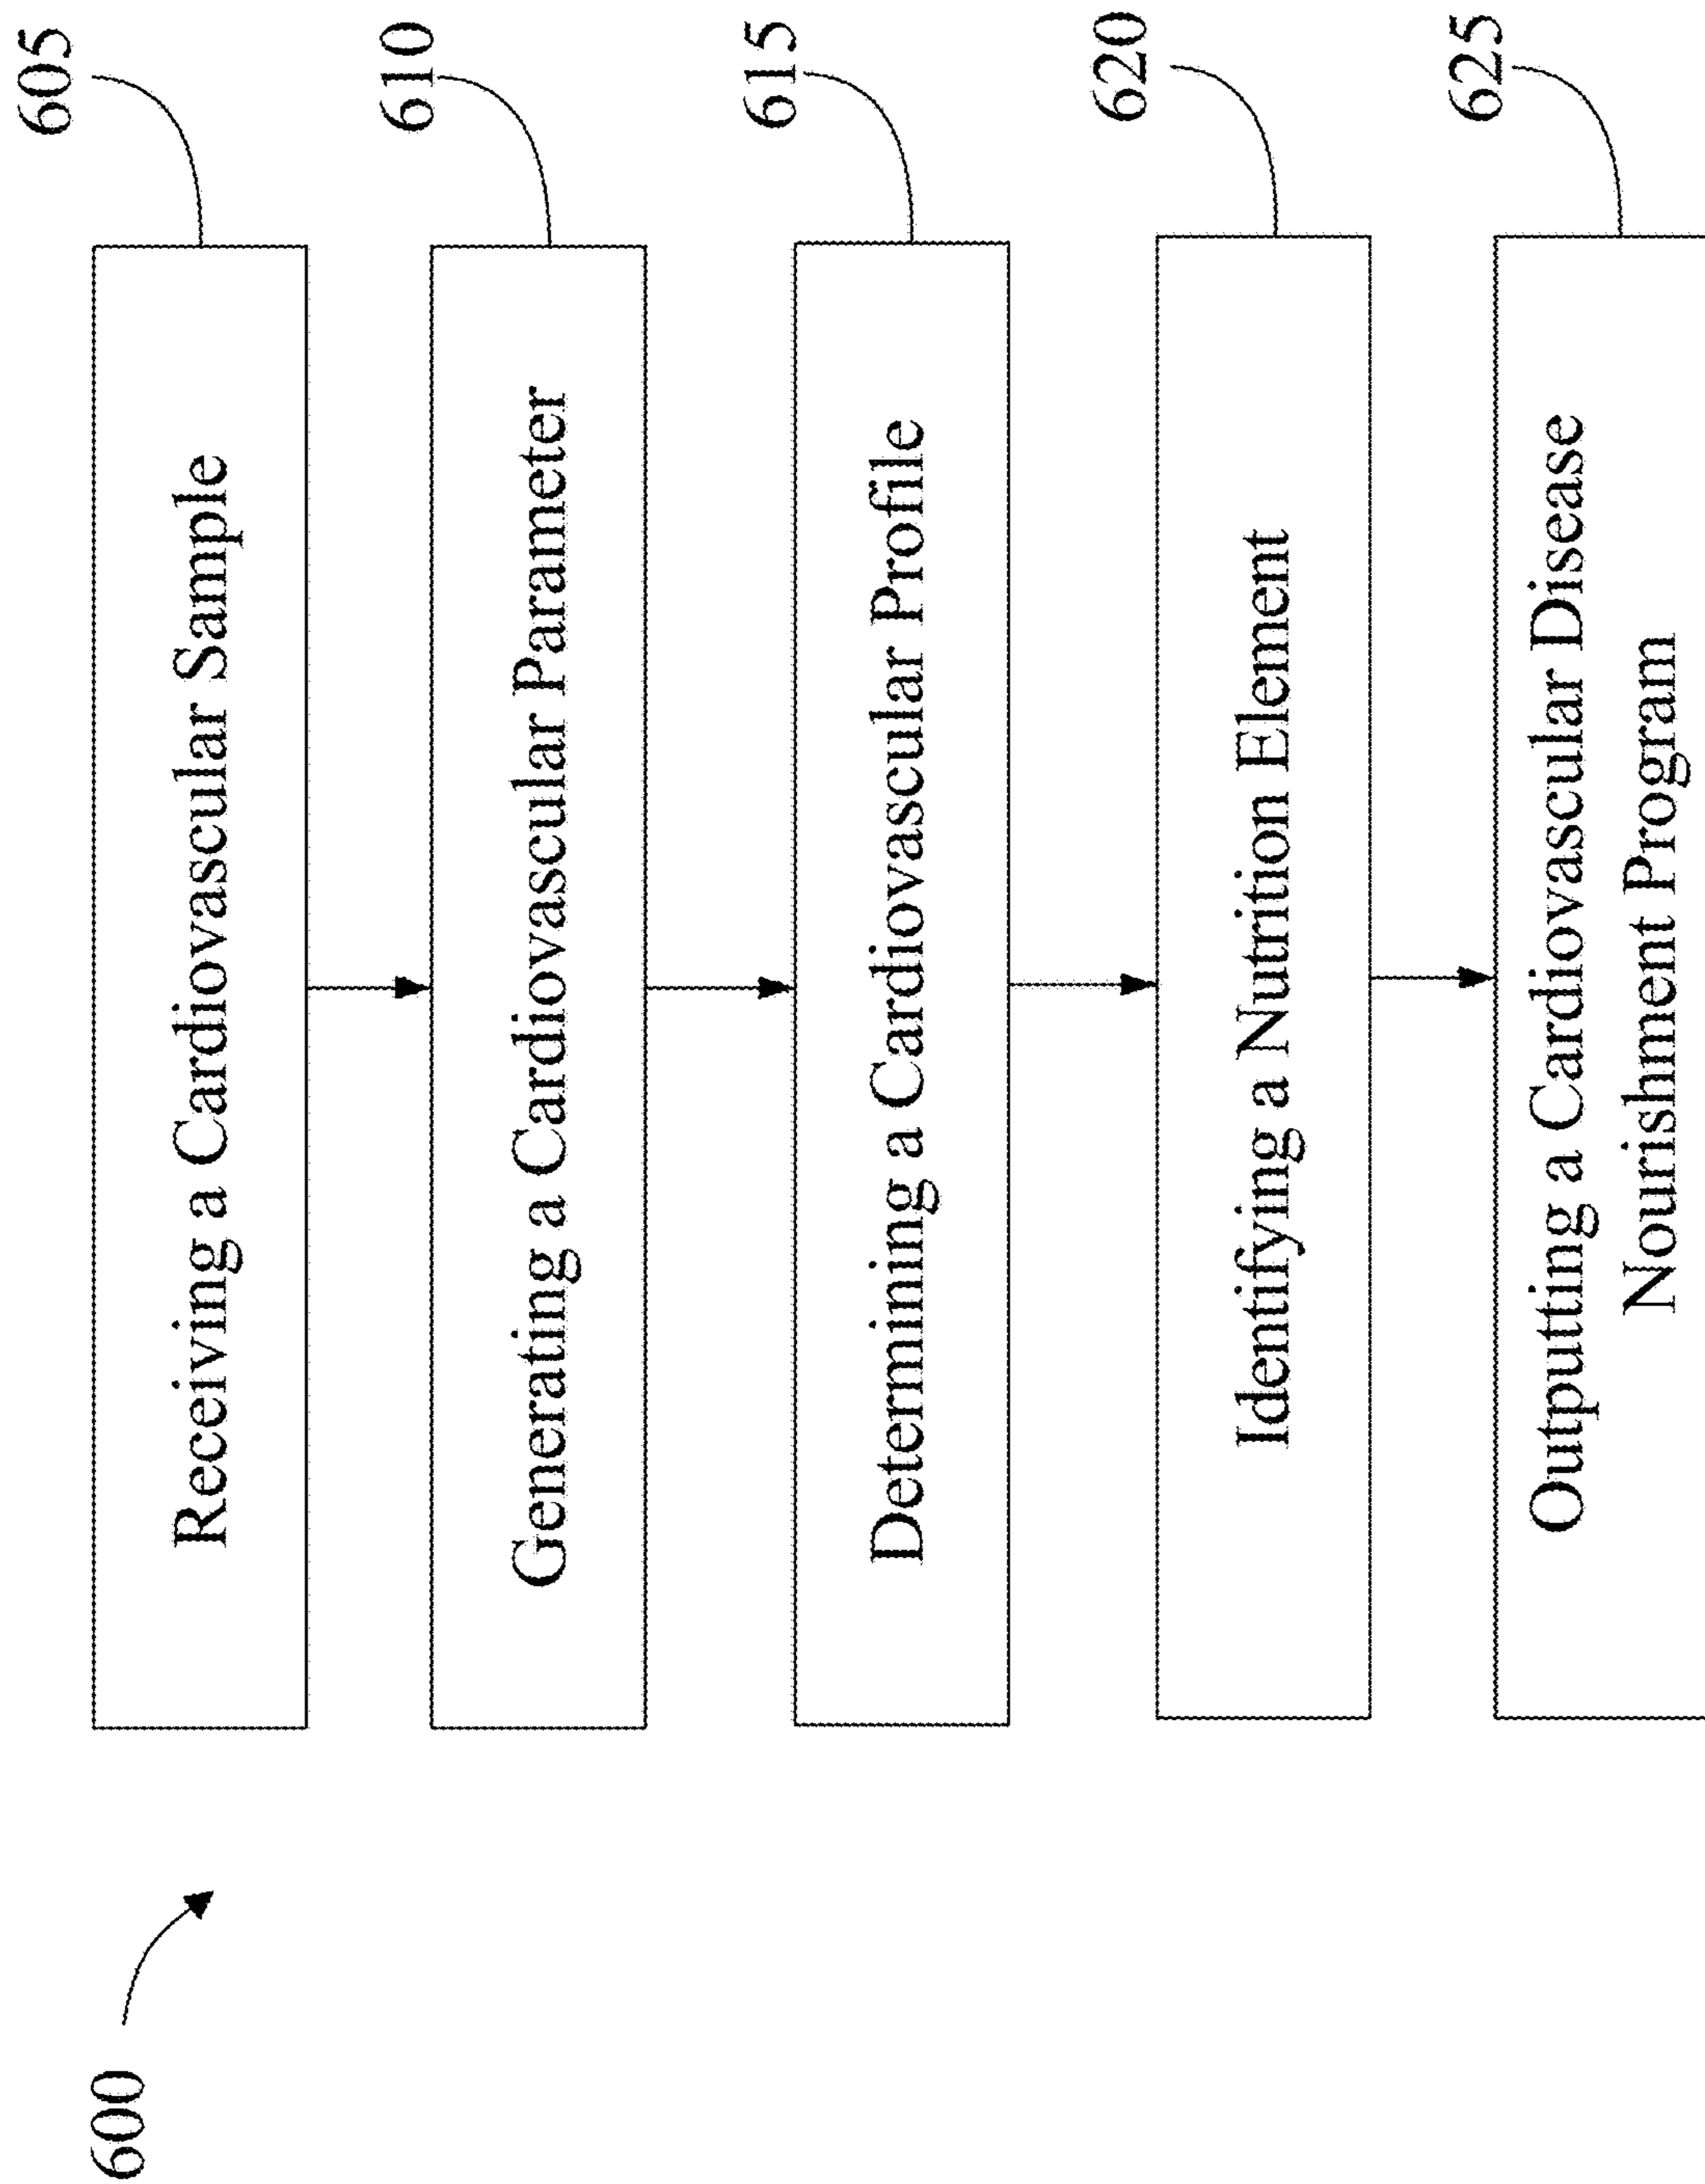 600
605
Receiving a Cardiovascular Sample
610
Generating a Cardiovascular Parameter
615
Determining a Cardiovascular Profile
620
Identifying a Nutrition Element
625
Outputting a Cardiovascular Disease
Nourishment Program